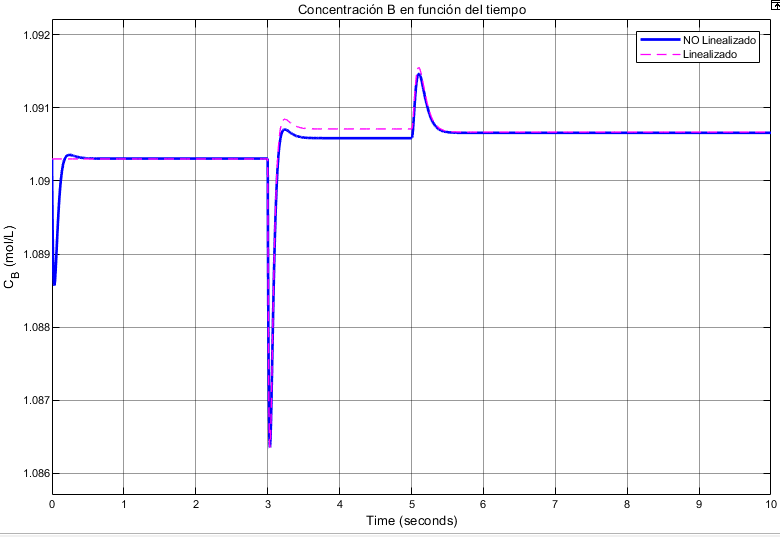 Concentración B en función del tiempo
NO Linealizado
Linealizado
1.092
1.091
1.09
1.089
1.088
1.087
1.086
C_B (mol/L)
0 1 2 3 4 5 6 7 8 9 10
Time (seconds)